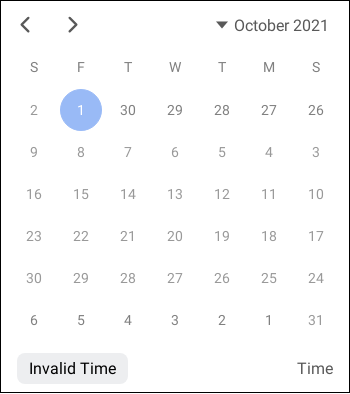 October 2021
S F T W T M S
2 1 30 29 28 27 26
9 8 7 6 5 4 3
16 15 14 13 12 11 10
23 22 21 20 19 18 17
30 29 28 27 26 25 24
6 5 4 3 2 1 31
Invalid Time Time